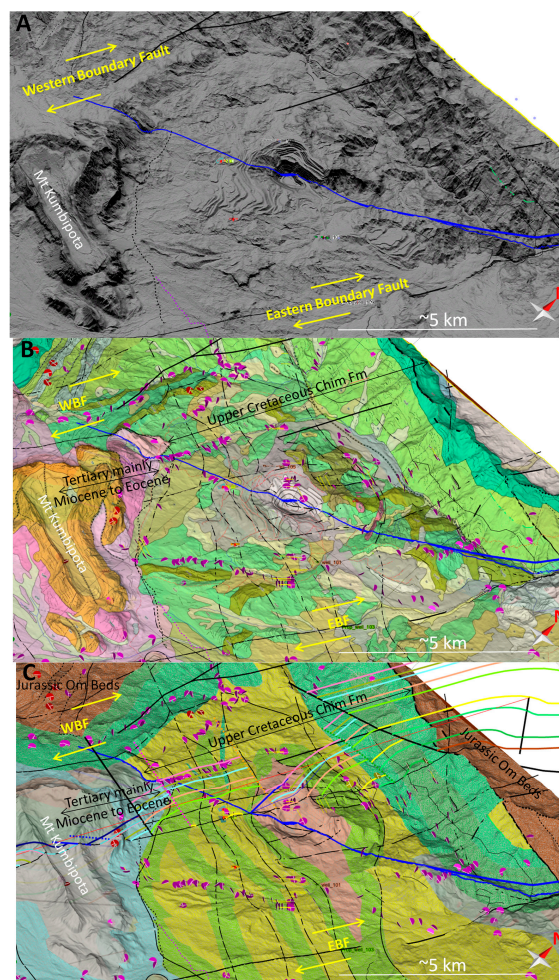 A
Western Boundary Fault
Mt Kumbipota
Eastern Boundary Fault
~5 km
B
WBF
Upper Cretaceous Chim Fm
Tertiary mainly
Miocene to Eocene
Mt Kumbipota
EBF
~5 km
C
Jurassic Om Beds
WBF
Upper Cretaceous Chim Fm
Jurassic Om Beds
Tertiary mainly
Miocene to Eocene
Mt Kumbipota
EBF
~5 km